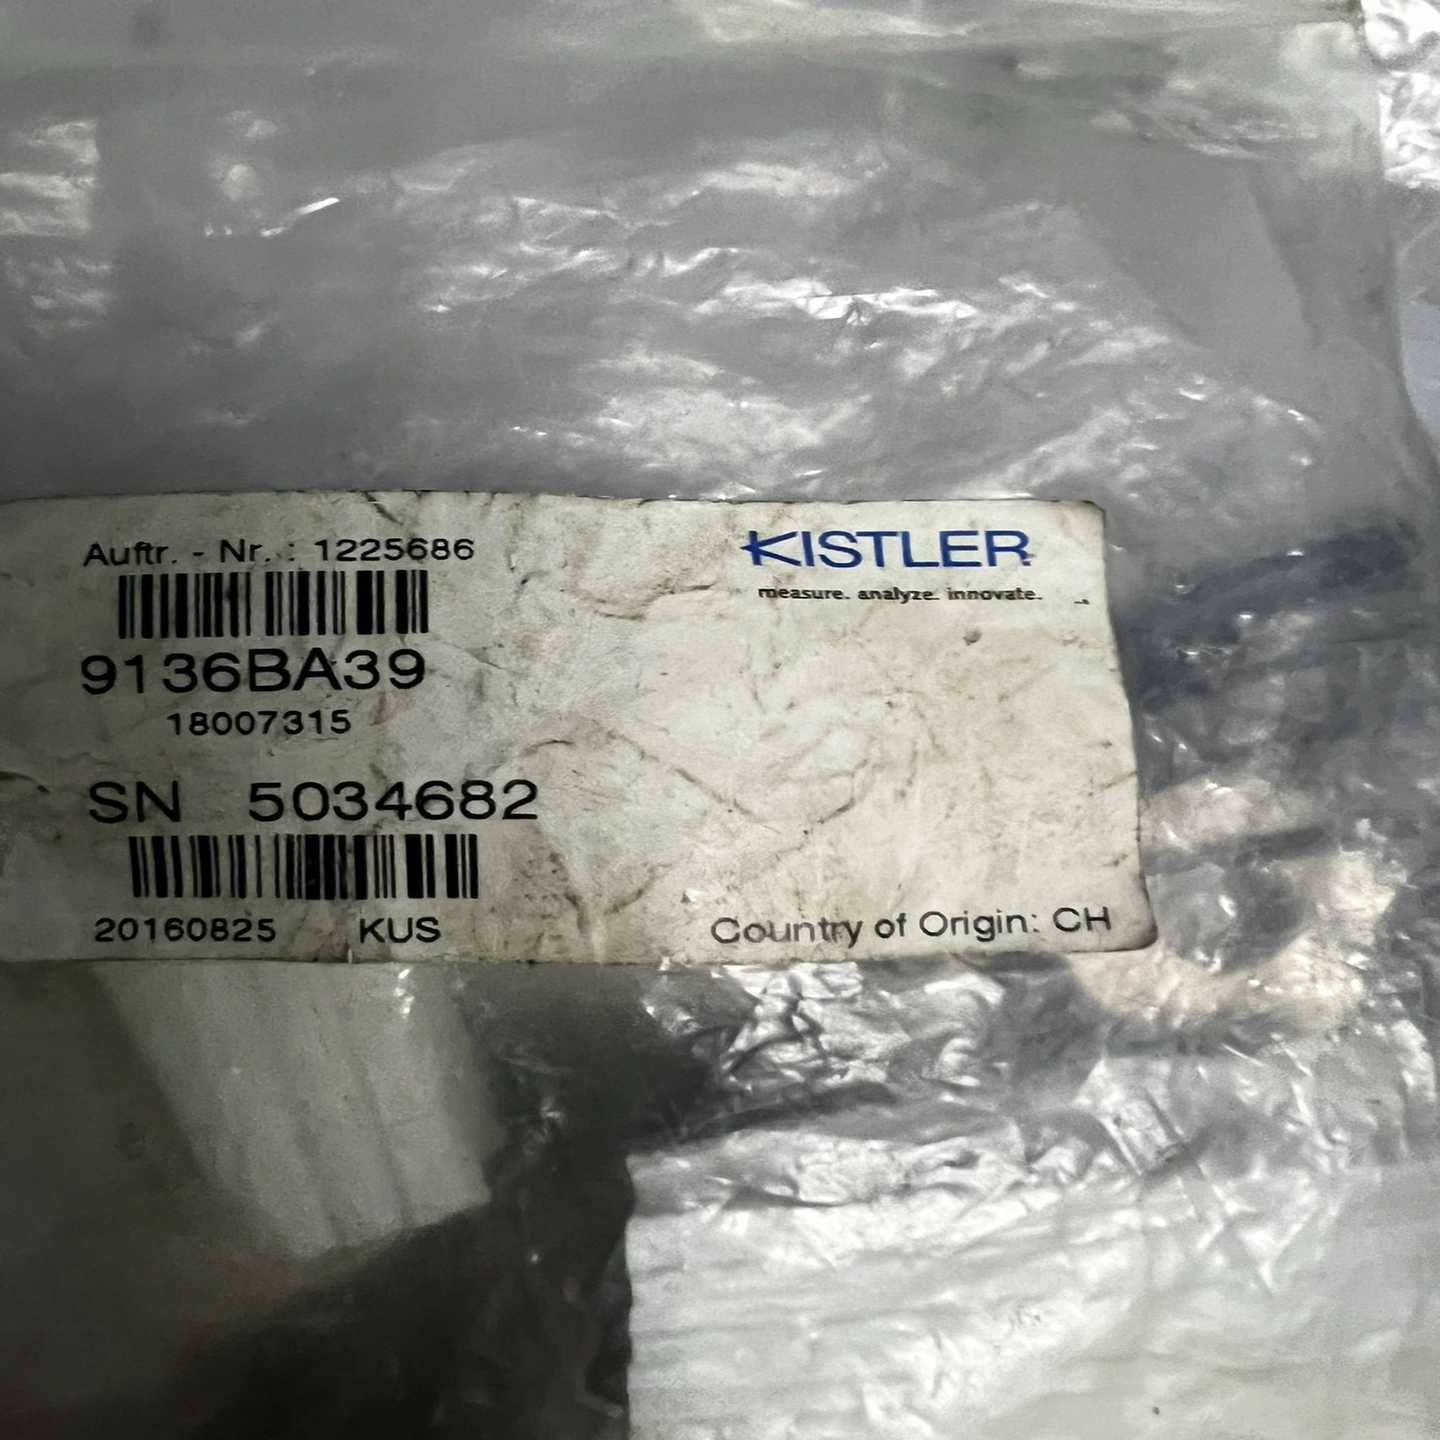 Auftr. - Nr. : 1225686
KISTLER
measure. analyze. innovate.
9136BA39
18007315
SN 5034682
20160825 KUS
Country of Origin: CH